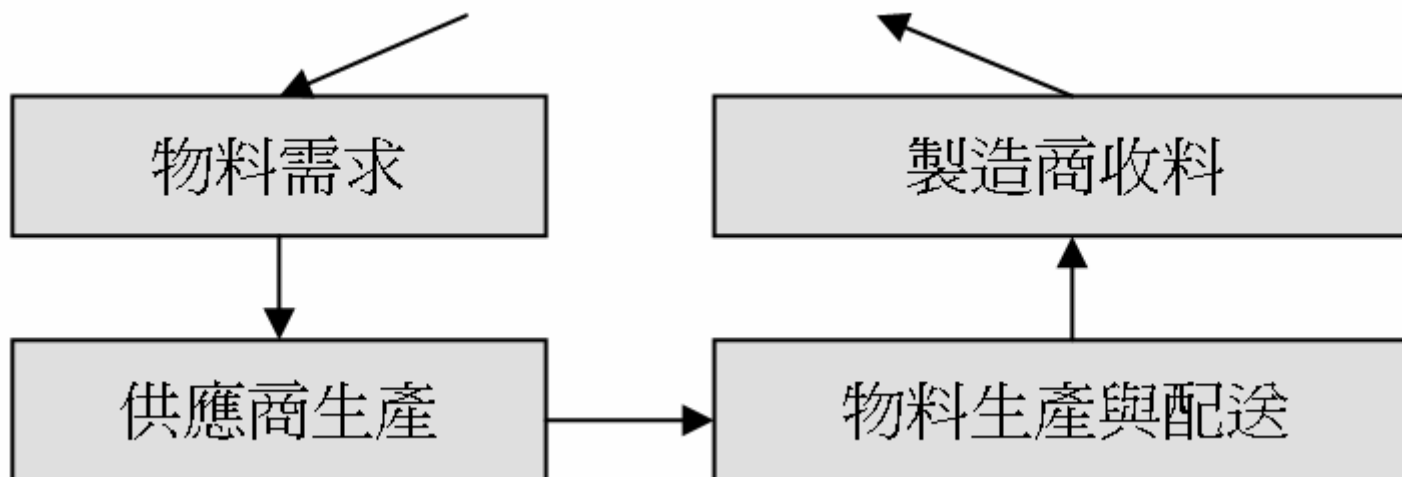 物料需求
製造商收料
供應商生產
物料生產與配送